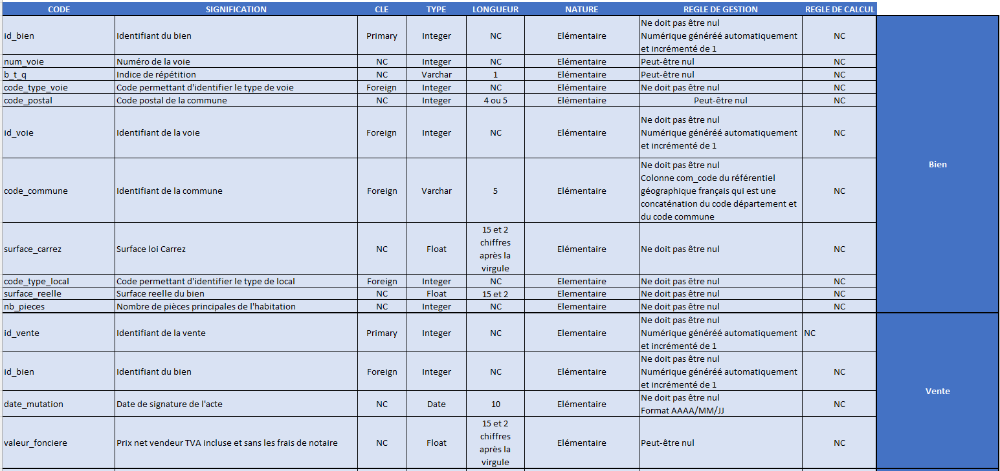 CODE SIGNIFICATION CLE TYPE LONGUEUR NATURE REGLE DE GESTION REGLE DE CALCUL
id_bien Identifiant du bien Primary Integer NC Elémentaire Ne doit pas être nul
Numérique généréé automatiquement
et incrémenté de 1 NC
num_voie Numéro de la voie NC Integer NC Elémentaire Peut-être nul NC
b_t_q Indice de répétition NC Varchar 1 Elémentaire Peut-être nul NC
code_type_voie Code permettant d'identifier le type de voie Foreign Integer NC Elémentaire Ne doit pas être nul NC
code_postal Code postal de la commune NC Integer 4 ou 5 Elémentaire Peut-être nul NC
id_voie Identifiant de la voie Foreign Integer NC Elémentaire Ne doit pas être nul
Numérique généréé automatiquement
et incrémenté de 1 NC
code_commune Identifiant de la commune Foreign Varchar 5 Elémentaire Ne doit pas être nul
Colonne com_code du référentiel
géographique français qui est une
concaténation du code département et
du code commune NC
surface_carrez Surface loi Carrez NC Float 15 et 2
chiffres
après la
virgule Elémentaire Ne doit pas être nul NC
code_type_local Code permettant d'identifier le type de local Foreign Integer NC Elementaire Ne doit pas être nul NC
surface_reelle Surface reelle du bien NC Float 15 et 2 Elementaire Ne doit pas être nul NC
nb_pieces Nombre de pièces principales de l'habitation NC Integer NC Elementaire Ne doit pas être nul NC
Bien
id_vente Identifiant de la vente Primary Integer NC Elementaire Ne doit pas être nul
Numérique généréé automatiquement
et incrémenté de 1 NC
id_bien Identifiant du bien Foreign Integer NC Elémentaire Ne doit pas être nul
Numérique généréé automatiquement
et incrémenté de 1 NC
date_mutation Date de signature de l'acte NC Date 10 Elémentaire Ne doit pas être nul
Format AAAA/MM/JJ NC
valeur_fonciere Prix net vendeur TVA incluse et sans les frais de notaire NC Float 15 et 2
chiffres
après la
virgule Elémentaire Peut-être nul NC
Vente